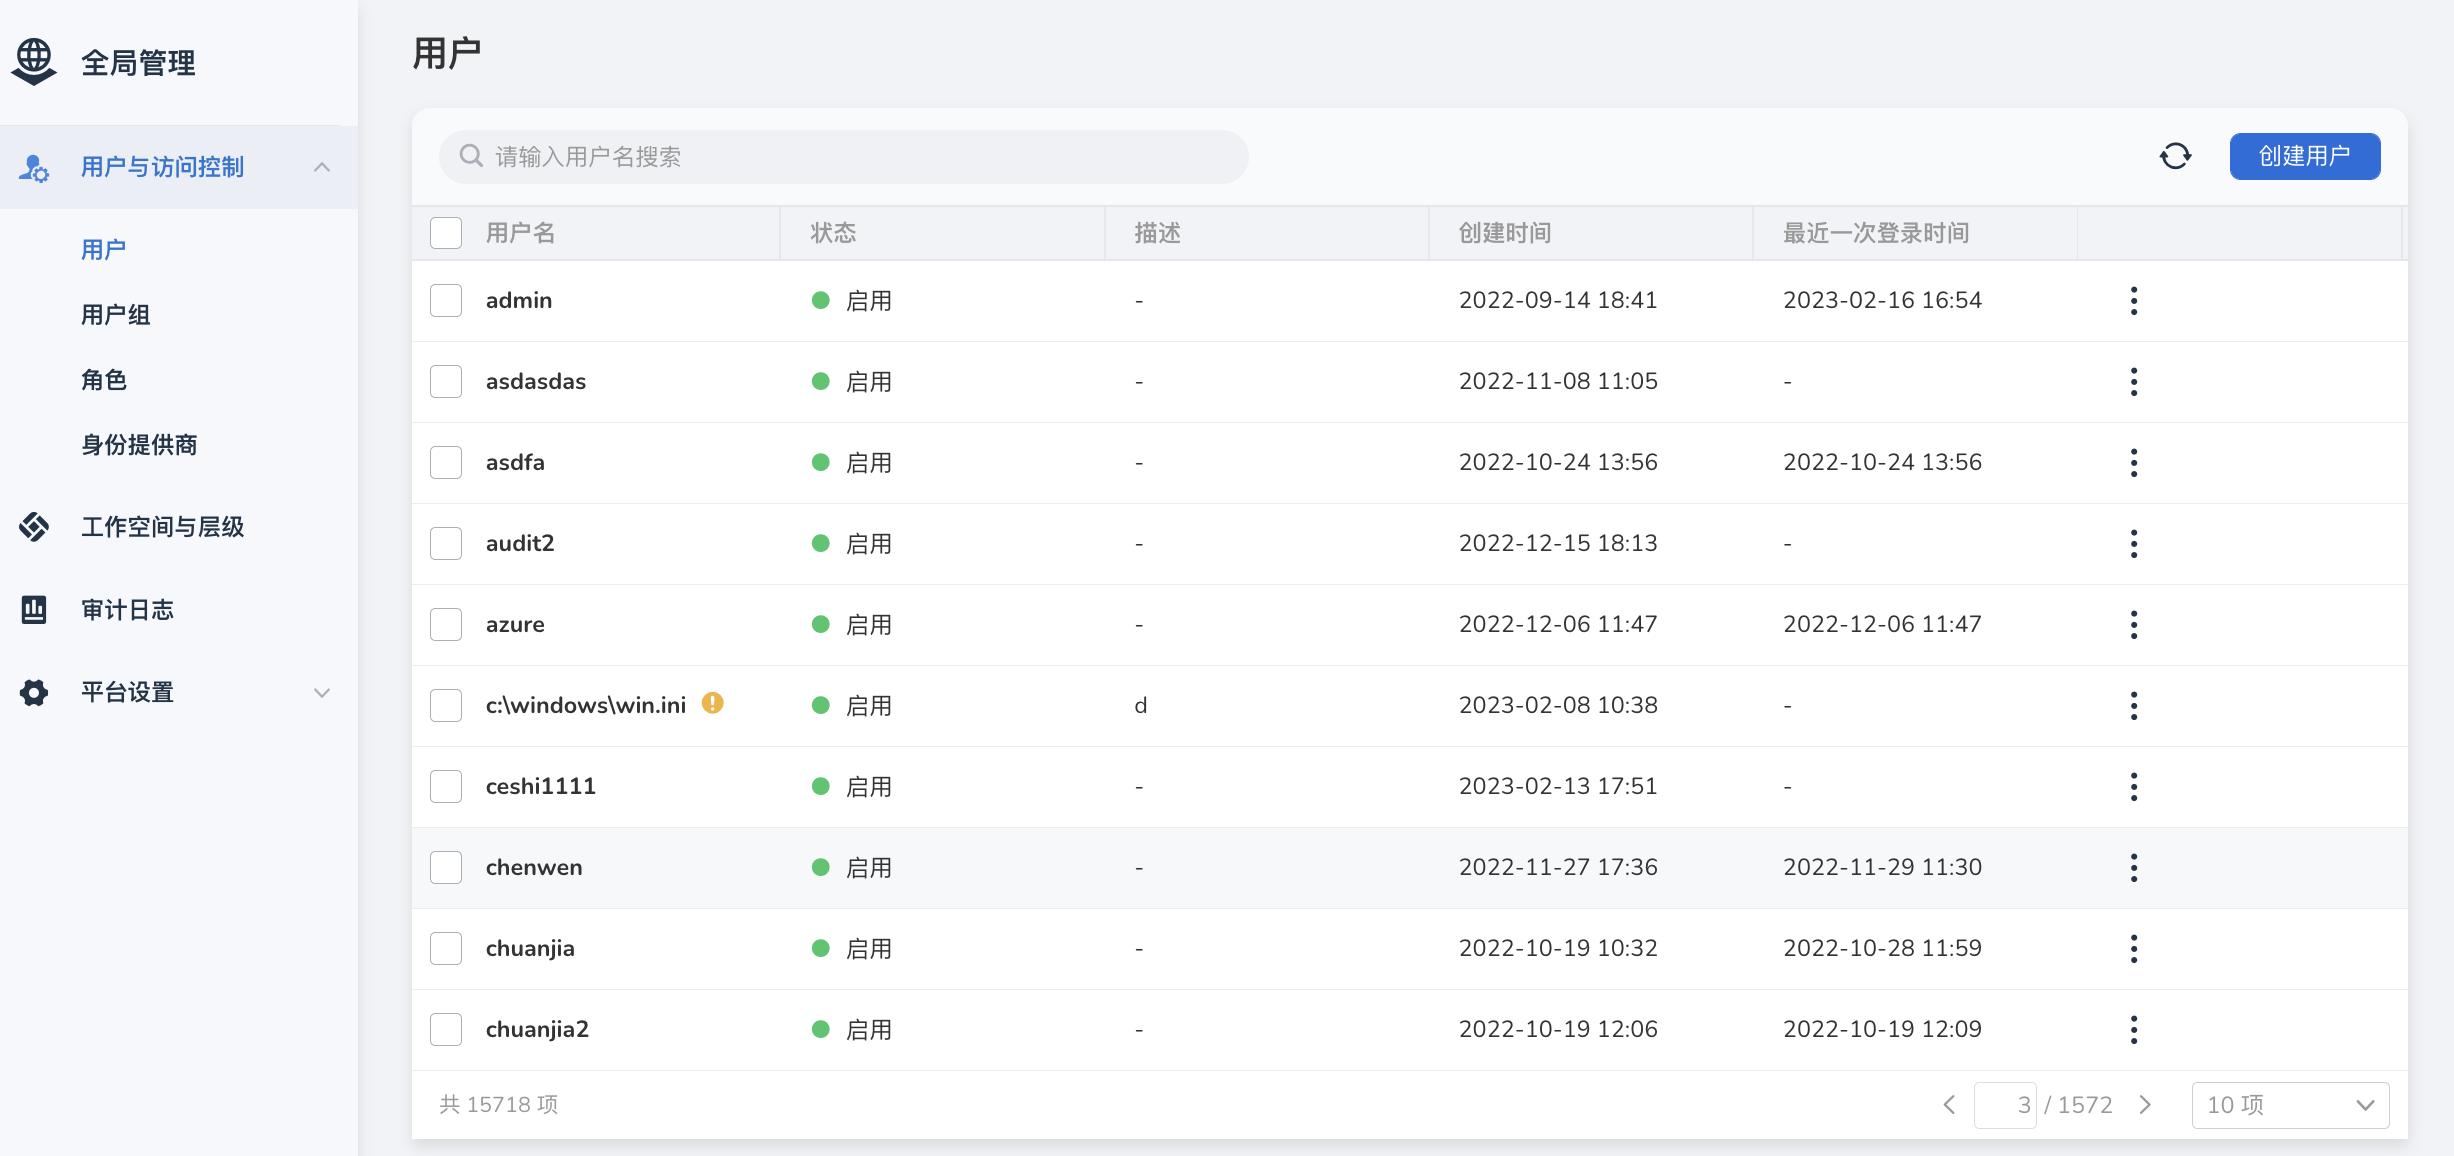 全局管理
用户与访问控制
用户
用户组
角色
身份提供商
工作空间与层级
审计日志
平台设置
用户
请输入用户名搜索
创建用户
用户名 状态 描述 创建时间 最近一次登录时间
admin 启用 - 2022-09-14 18:41 2023-02-16 16:54
asdasdas 启用 - 2022-11-08 11:05 -
asdfa 启用 - 2022-10-24 13:56 2022-10-24 13:56
audit2 启用 - 2022-12-15 18:13 -
azure 启用 - 2022-12-06 11:47 2022-12-06 11:47
c:\windows\win.ini 启用 d 2023-02-08 10:38 -
ceshi1111 启用 - 2023-02-13 17:51 -
chenwen 启用 - 2022-11-27 17:36 2022-11-29 11:30
chuanjia 启用 - 2022-10-19 10:32 2022-10-28 11:59
chuanjia2 启用 - 2022-10-19 12:06 2022-10-19 12:09
共 15718 项 3 / 1572 10 项